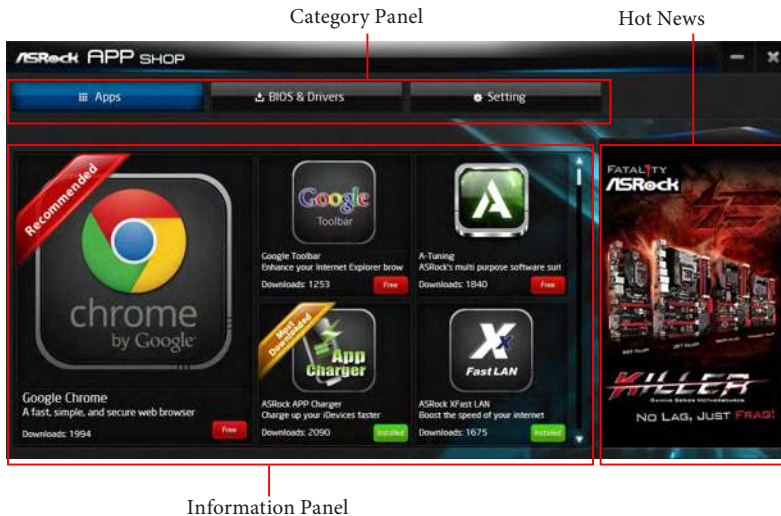 Category Panel
Hot News
ASRock APP SHOP
Apps
BIOS & Drivers
Setting
Recommended
chrome
by Google
Google Chrome
A fast, simple, and secure web browser
Downloads: 1994
Free
Google
Toolbar
Google Toolbar
Enhance your Internet Explorer brow
Downloads: 1253
Free
A
A-Tuning
ASRock's multi purpose software suit
Downloads: 1840
Free
Most
Downloaded
App
Charger
ASRock APP Charger
Charge up your iDevices faster
Downloads: 2090
Installed
X
Fast LAN
ASRock XFast LAN
Boost the speed of your internet
Downloads: 1675
Installed
FATAL1TY
ASRock
KILLER
GAMING SERIES MOTHERBOARDS
NO LAG, JUST FRAG!
Information Panel